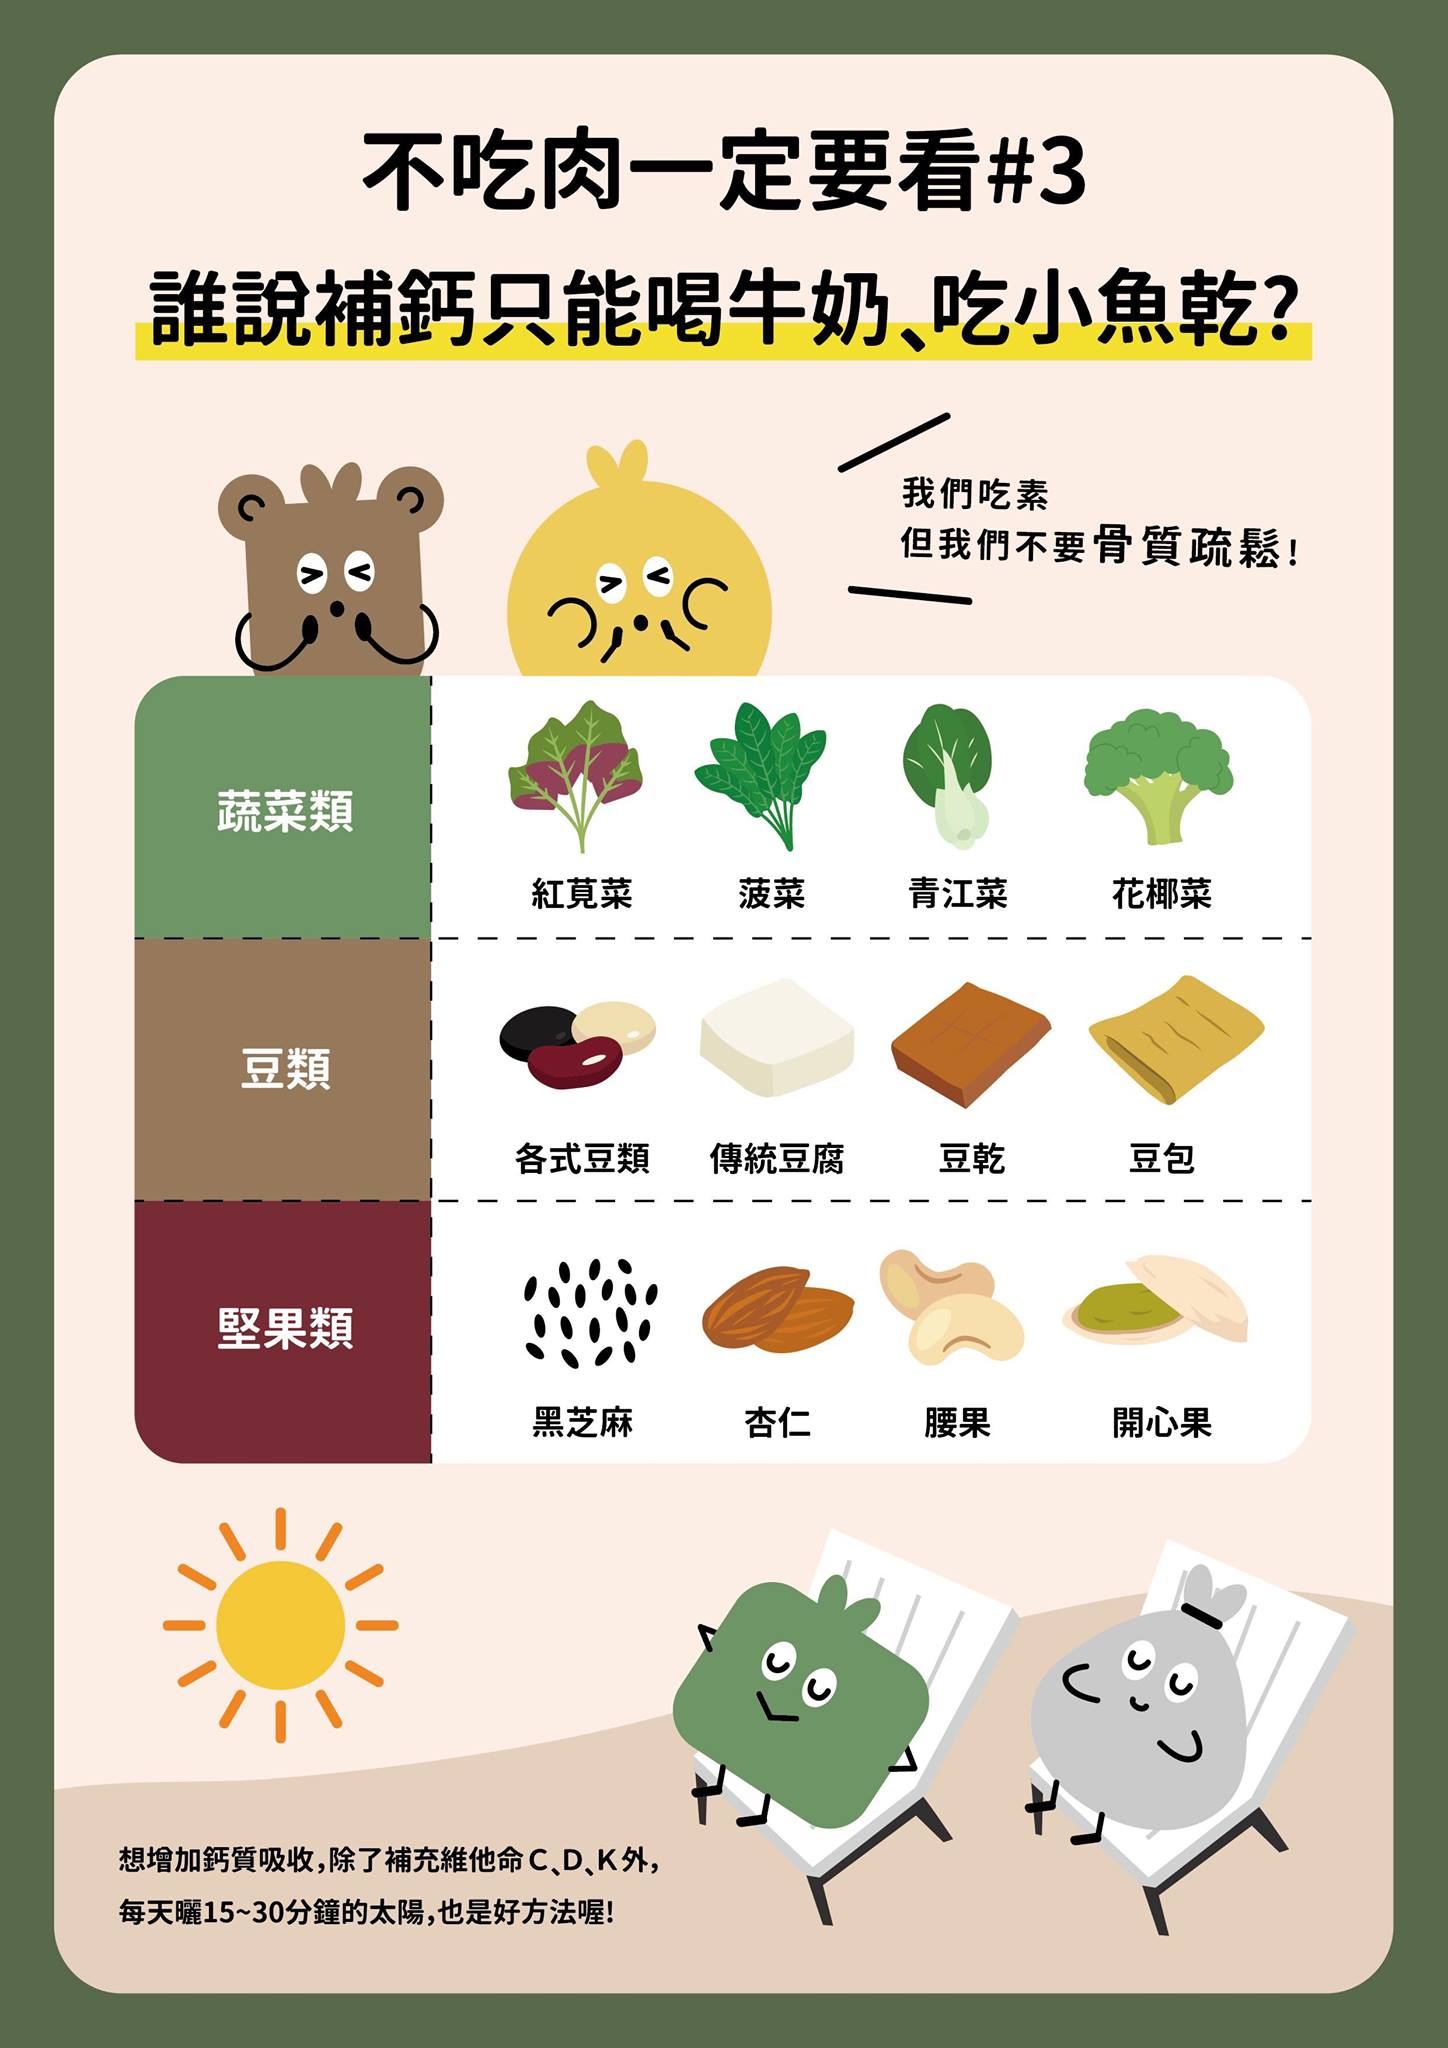 不吃肉一定要看#3
誰說補鈣只能喝牛奶、吃小魚乾?
我們吃素
但我們不要骨質疏鬆!
蔬菜類
紅莧菜
菠菜
青江菜
花椰菜
豆類
各式豆類
傳統豆腐
豆乾
豆包
堅果類
黑芝麻
杏仁
腰果
開心果
想增加鈣質吸收,除了補充維他命C、D、K外,
每天曬15~30分鐘的太陽,也是好方法喔!